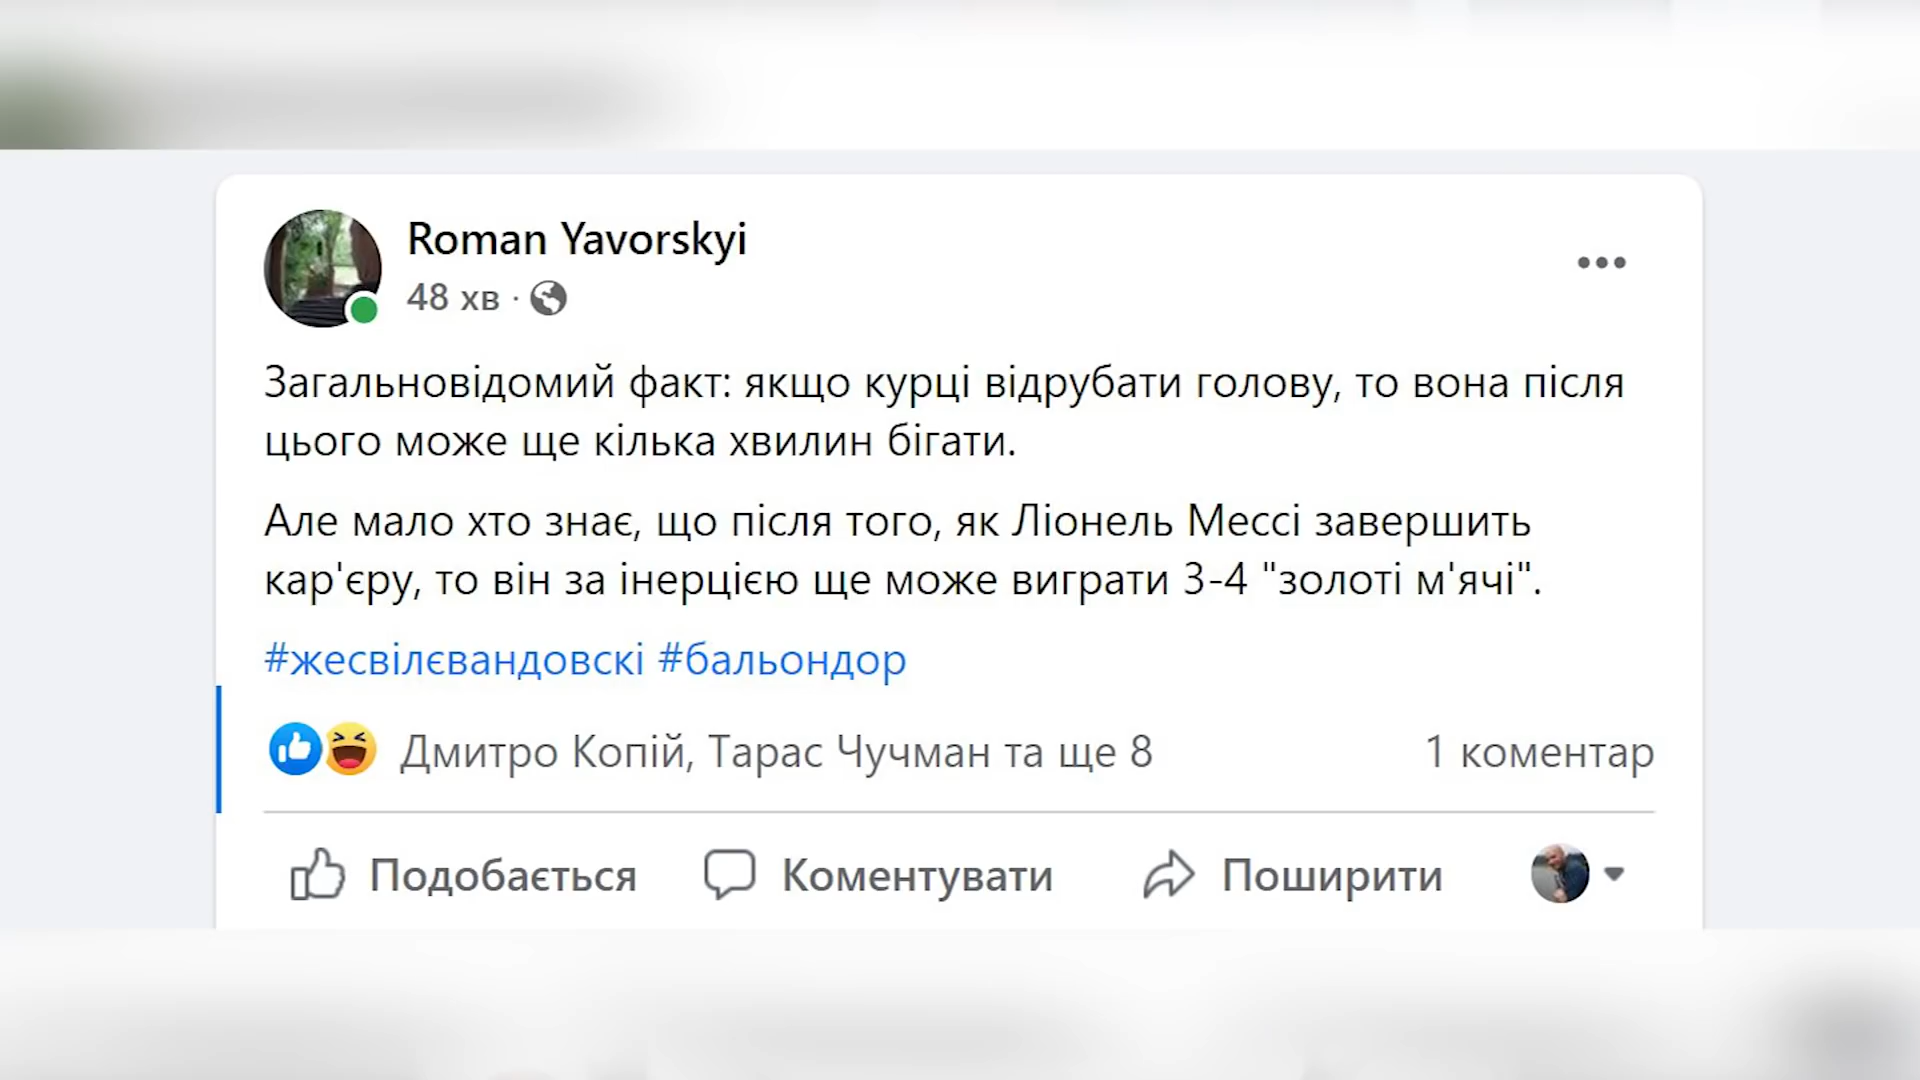 Roman Yavorskyi
48 хв ·
Загальновідомий факт: якщо курці відрубати голову, то вона після
цього може ще кілька хвилин бігати.
Але мало хто знає, що після того, як Ліонель Мессі завершить
кар'єру, то він за інерцією ще може виграти 3-4 "золоті м'ячі".
#жесвілєвандовскі #бальондор
Дмитро Копій, Тарас Чучман та ще 8
1 коментар
Подобається
Коментувати
Поширити